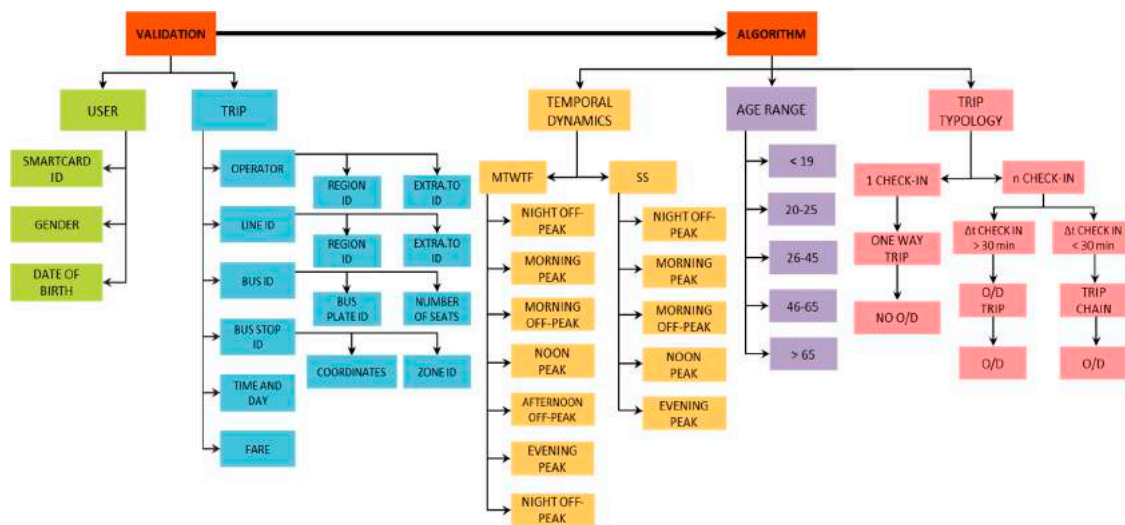 VALIDATION
ALGORITHM
USER
TRIP
SMARTCARD
ID
GENDER
DATE OF
BIRTH
OPERATOR
REGION
ID
EXTRA.TO
ID
LINE ID
REGION
ID
EXTRA.TO
ID
BUS ID
BUS
PLATE ID
NUMBER
OF SEATS
BUS STOP
ID
COORDINATES
ZONE ID
TIME AND
DAY
FARE
TEMPORAL
DYNAMICS
MTWTF
NIGHT OFF-
PEAK
MORNING
PEAK
MORNING
OFF-PEAK
NOON
PEAK
AFTERNOON
OFF-PEAK
EVENING
PEAK
NIGHT OFF-
PEAK
SS
NIGHT OFF-
PEAK
MORNING
PEAK
MORNING
OFF-PEAK
NOON
PEAK
EVENING
PEAK
AGE RANGE
< 19
20-25
26-45
46-65
> 65
TRIP
TYPOLOGY
1 CHECK-IN
ONE WAY
TRIP
NO O/D
n CHECK-IN
Δt CHECK IN
> 30 min
O/D
TRIP
O/D
Δt CHECK IN
< 30 min
TRIP
CHAIN
O/D